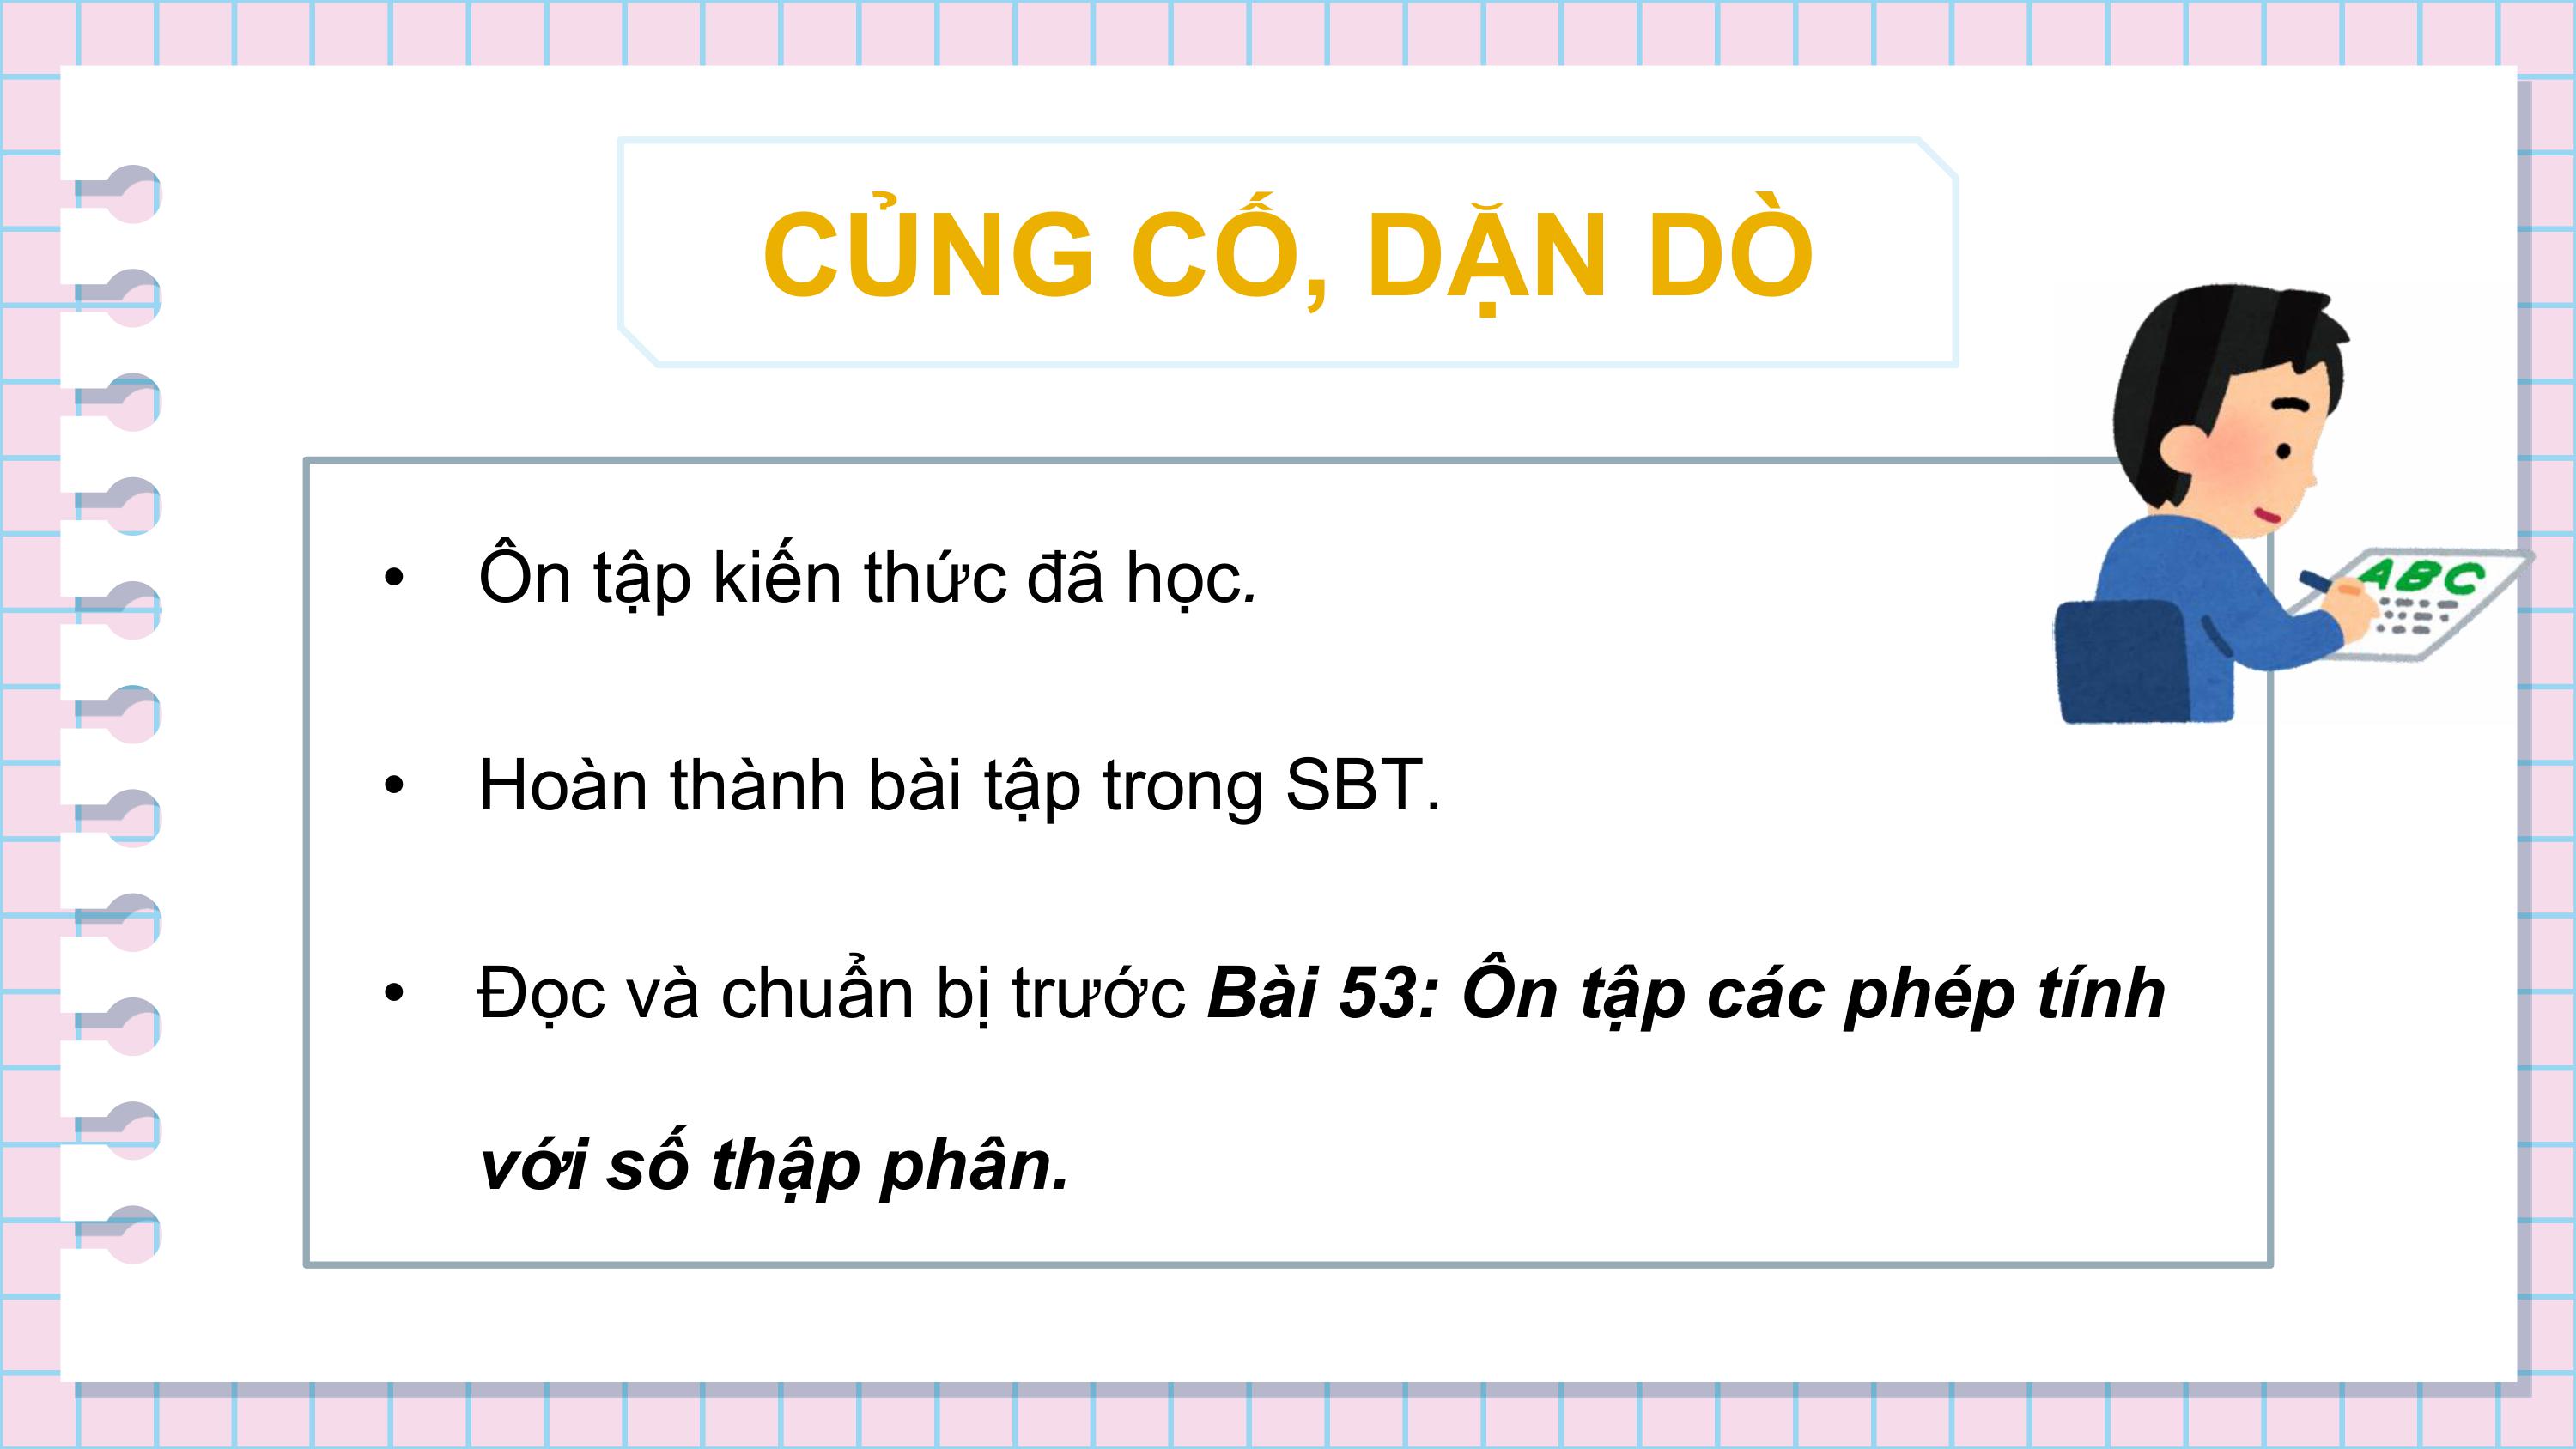 CỦNG CỐ, DẶN DÒ
• Ôn tập kiến thức đã học.
• Hoàn thành bài tập trong SBT.
• Đọc và chuẩn bị trước Bài 53: Ôn tập các phép tính
với số thập phân.
ABC